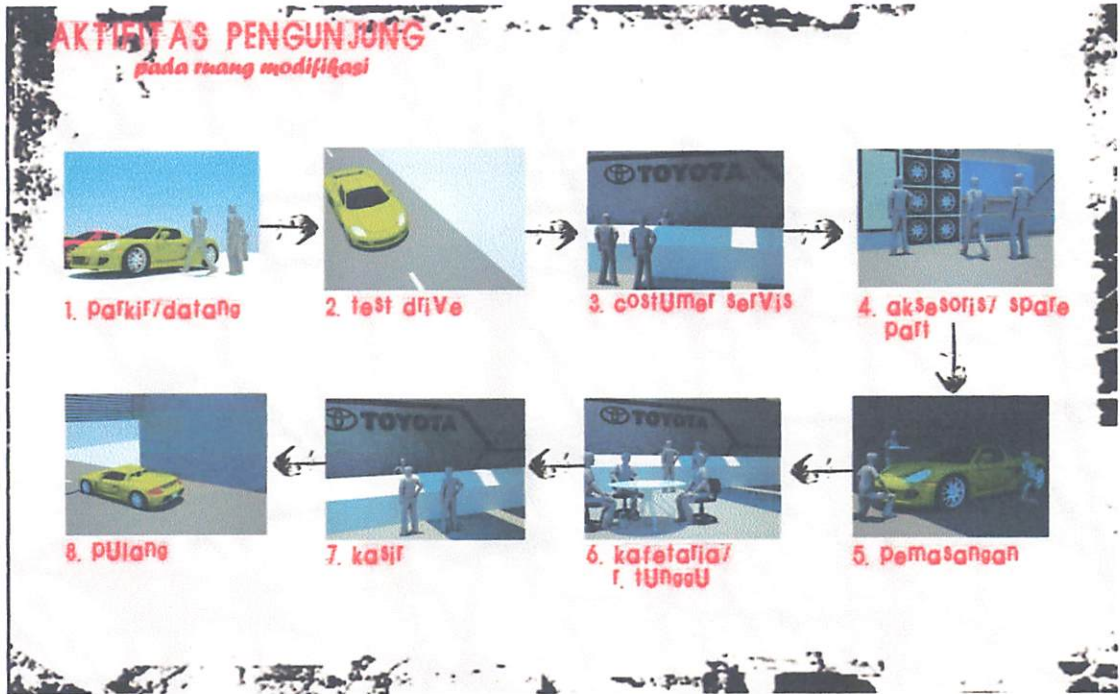 AKTIFITAS PENGUNJUNG
pada ruang modifikasi
TOYOTA
1. parkir/datang
2. test drive
3. costumer servis
4. aksesoris/ spare
part
TOYOTA
TOYOTA
8. pulang
7. kasir
6. kafetaria/
r. tunggu
5. pemasangan